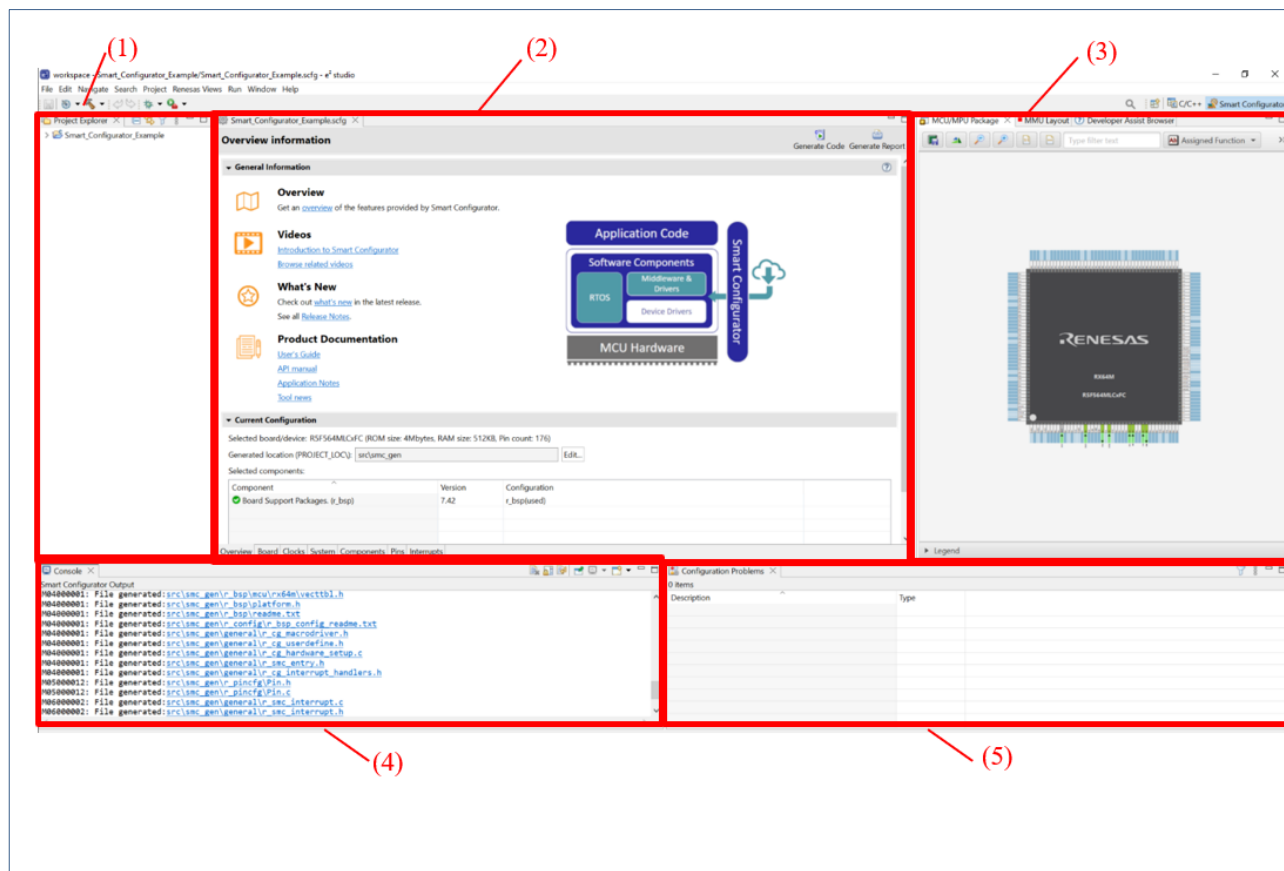 (1)
(2)
(3)
workspace - Smart_Configurator_Example/Smart_Configurator_Example.scfg - e² studio
File Edit Navigate Search Project Renesas Views Run Window Help
C/C++ Smart Configurator
Project Explorer
Smart_Configurator_Example
Smart_Configurator_Example.scfg
Overview information
Generate Code Generate Report
General Information
Overview
Get an overview of the features provided by Smart Configurator.
Videos
Introduction to Smart Configurator
Browse related videos
What's New
Check out what's new in the latest release.
See all Release Notes.
Product Documentation
User's Guide
API manual
Application Notes
Tool news
Application Code
Software Components
RTOS
Middleware &
Drivers
Device Drivers
MCU Hardware
Smart Configurator
Current Configuration
Selected board/device: R5F564MLCxFC (ROM size: 4Mbytes, RAM size: 512KB, Pin count: 176)
Generated location (PROJECT_LOC\): src\smc_gen Edit...
Selected components:
Component Version Configuration
Board Support Packages. (r_bsp) 7.42 r_bsp(used)
Overview Board Clocks System Components Pins Interrupts
MCU/MPU Package MMU Layout Developer Assist Browser
Type filter text Assigned Function
RENESAS
RX64M
R5F564MLCxFC
Legend
Console
Smart Configurator Output
M04000001: File generated:src\smc_gen\r_bsp\mcu\rx64m\vecttbl.h
M04000001: File generated:src\smc_gen\r_bsp\platform.h
M04000001: File generated:src\smc_gen\r_bsp\readme.txt
M04000001: File generated:src\smc_gen\r_config\r_bsp_config_readme.txt
M04000001: File generated:src\smc_gen\general\r_cg_macrodriver.h
M04000001: File generated:src\smc_gen\general\r_cg_userdefine.h
M04000001: File generated:src\smc_gen\general\r_cg_hardware_setup.c
M04000001: File generated:src\smc_gen\general\r_smc_entry.h
M04000001: File generated:src\smc_gen\general\r_cg_interrupt_handlers.h
M05000012: File generated:src\smc_gen\r_pincfg\Pin.h
M05000012: File generated:src\smc_gen\r_pincfg\Pin.c
M06000002: File generated:src\smc_gen\general\r_smc_interrupt.c
M06000002: File generated:src\smc_gen\general\r_smc_interrupt.h
Configuration Problems
0 items
Description Type
(4)
(5)